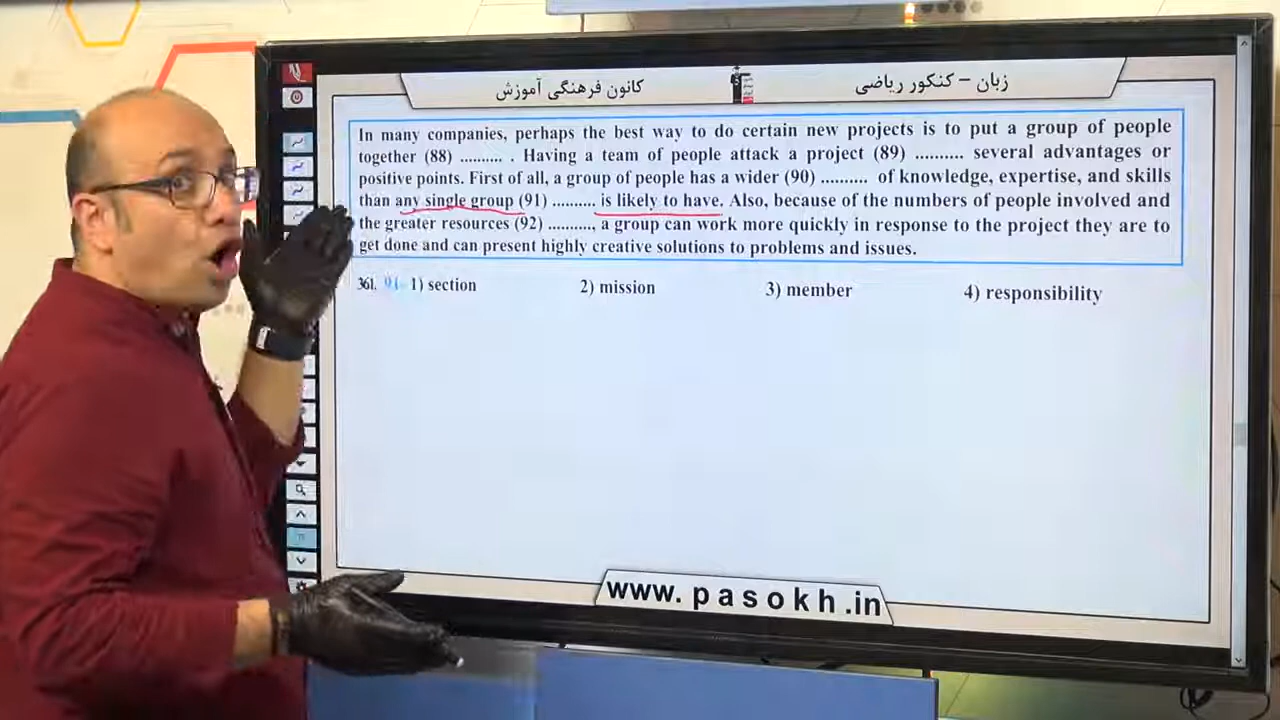 کانون فرهنگی آموزش
زبان – کنکور ریاضی
In many companies, perhaps the best way to do certain new projects is to put a group of people
together (88) .......... . Having a team of people attack a project (89) .......... several advantages or
positive points. First of all, a group of people has a wider (90) .......... of knowledge, expertise, and skills
than any single group (91) .......... is likely to have. Also, because of the numbers of people involved and
the greater resources (92) .........., a group can work more quickly in response to the project they are to
get done and can present highly creative solutions to problems and issues.
361. 91- 1) section 2) mission 3) member 4) responsibility
www.pasokh.in